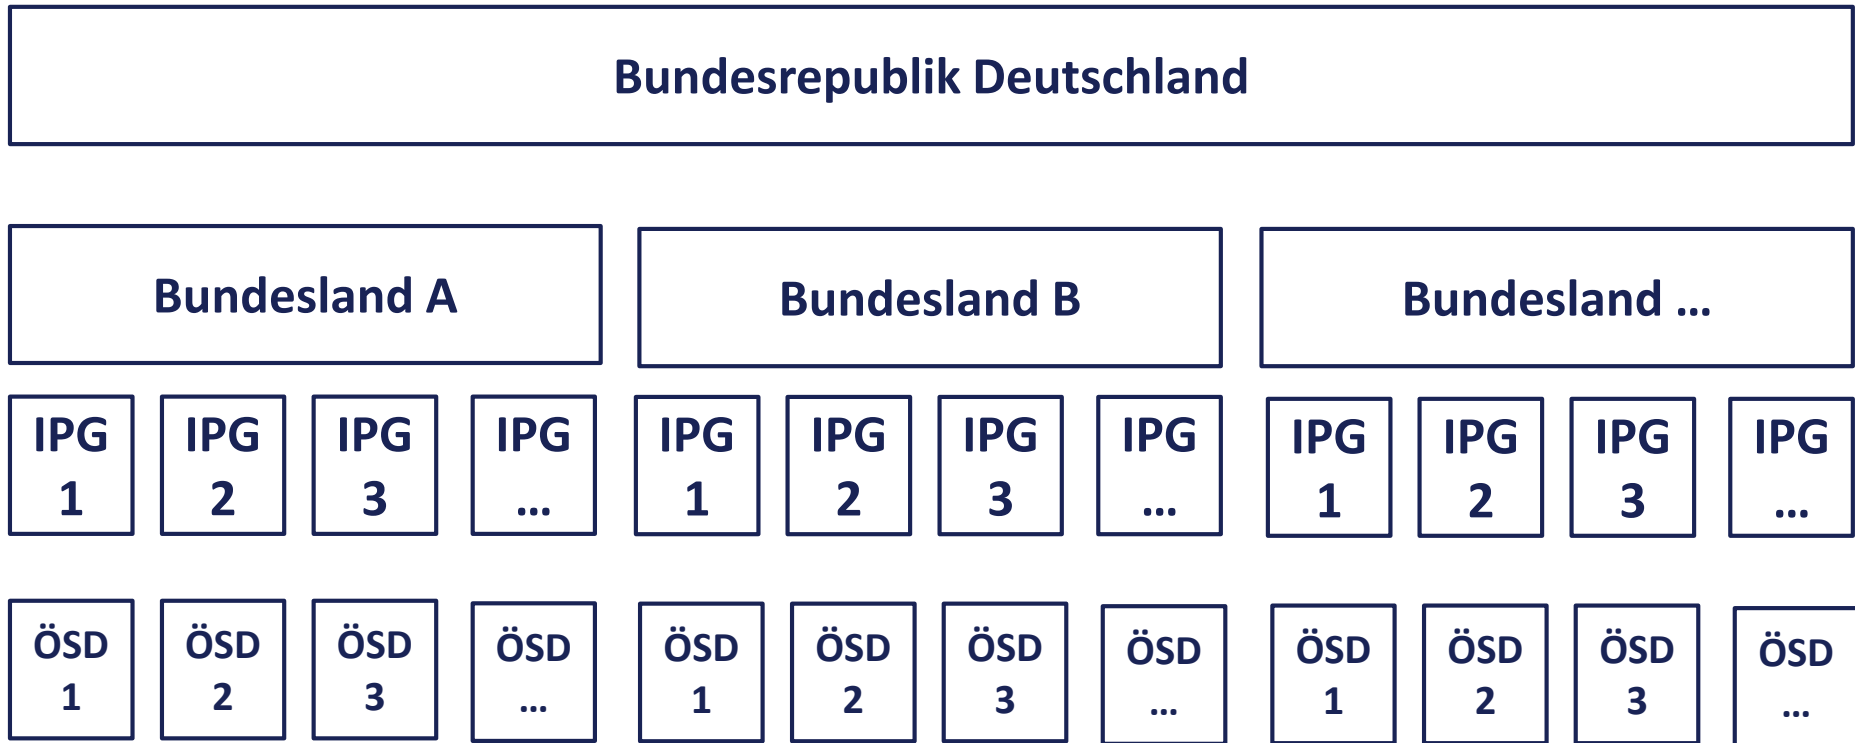 Bundesrepublik Deutschland
Bundesland A
Bundesland B
Bundesland ...
IPG
1
IPG
2
IPG
3
IPG
...
IPG
1
IPG
2
IPG
3
IPG
...
IPG
1
IPG
2
IPG
3
IPG
...
ÖSD
1
ÖSD
2
ÖSD
3
ÖSD
...
ÖSD
1
ÖSD
2
ÖSD
3
ÖSD
...
ÖSD
1
ÖSD
2
ÖSD
3
ÖSD
...